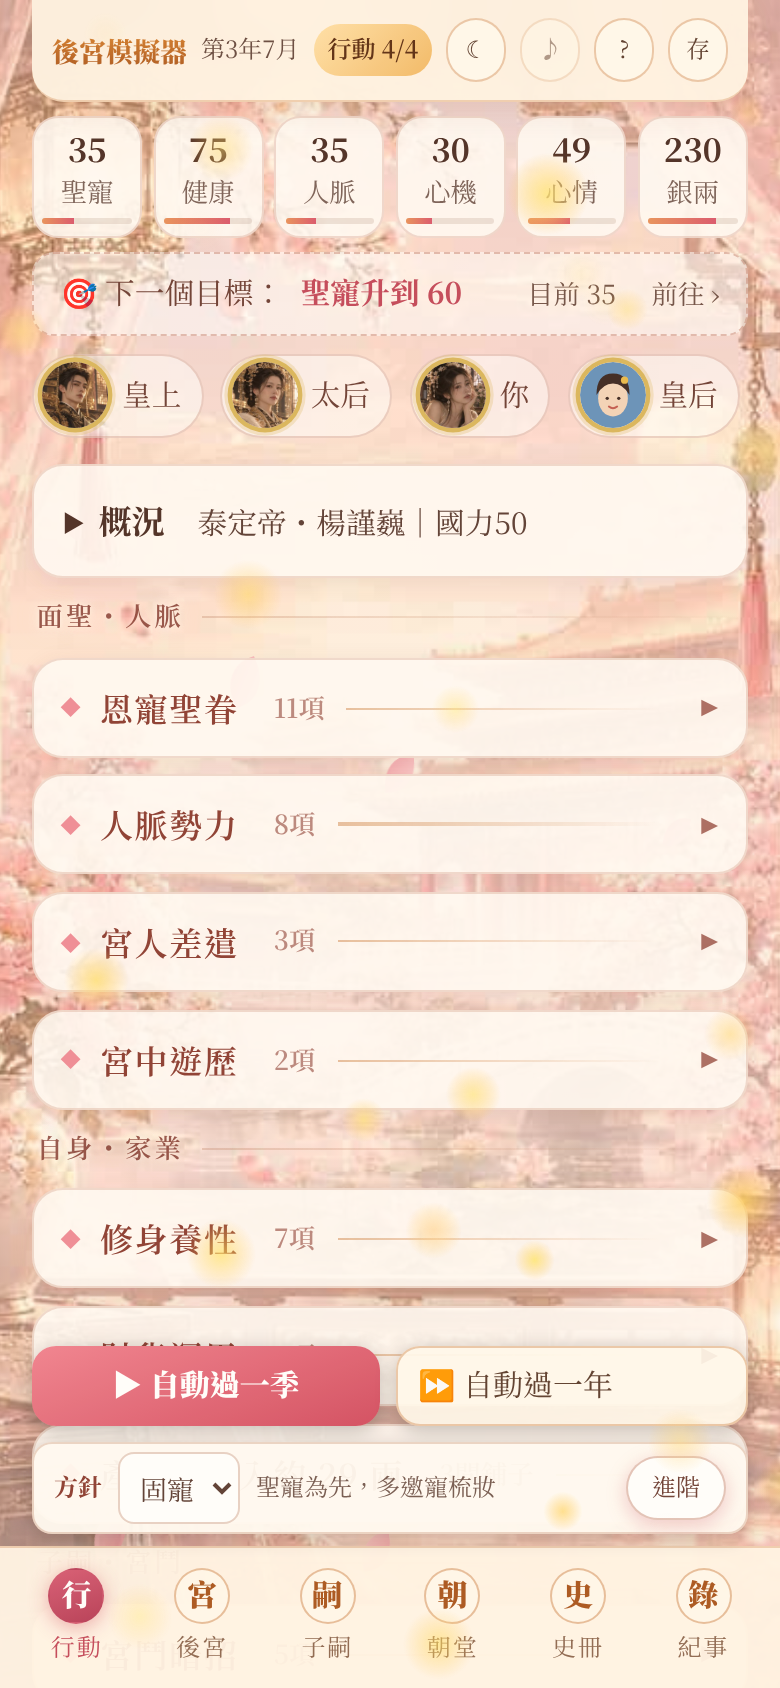 後宮模擬器 第3年7月 行動 4/4 ☾ ♪ ? 存
35 75 35 30 49 230
聖寵 健康 人脈 心機 心情 銀兩
🎯 下一個目標： 聖寵升到 60 目前 35 前往 ›
皇上 太后 你 皇后
▶ 概況 泰定帝・楊謹巍｜國力50
面聖・人脈
◆ 恩寵聖眷 11項 ▶
◆ 人脈勢力 8項 ▶
◆ 宮人差遣 3項 ▶
◆ 宮中遊歷 2項 ▶
自身・家業
◆ 修身養性 7項 ▶
▶ 自動過一季 ⏩ 自動過一年
方針 固寵 聖寵為先，多邀寵梳妝 進階
行 宮 嗣 朝 史 錄
行動 後宮 子嗣 朝堂 史冊 紀事